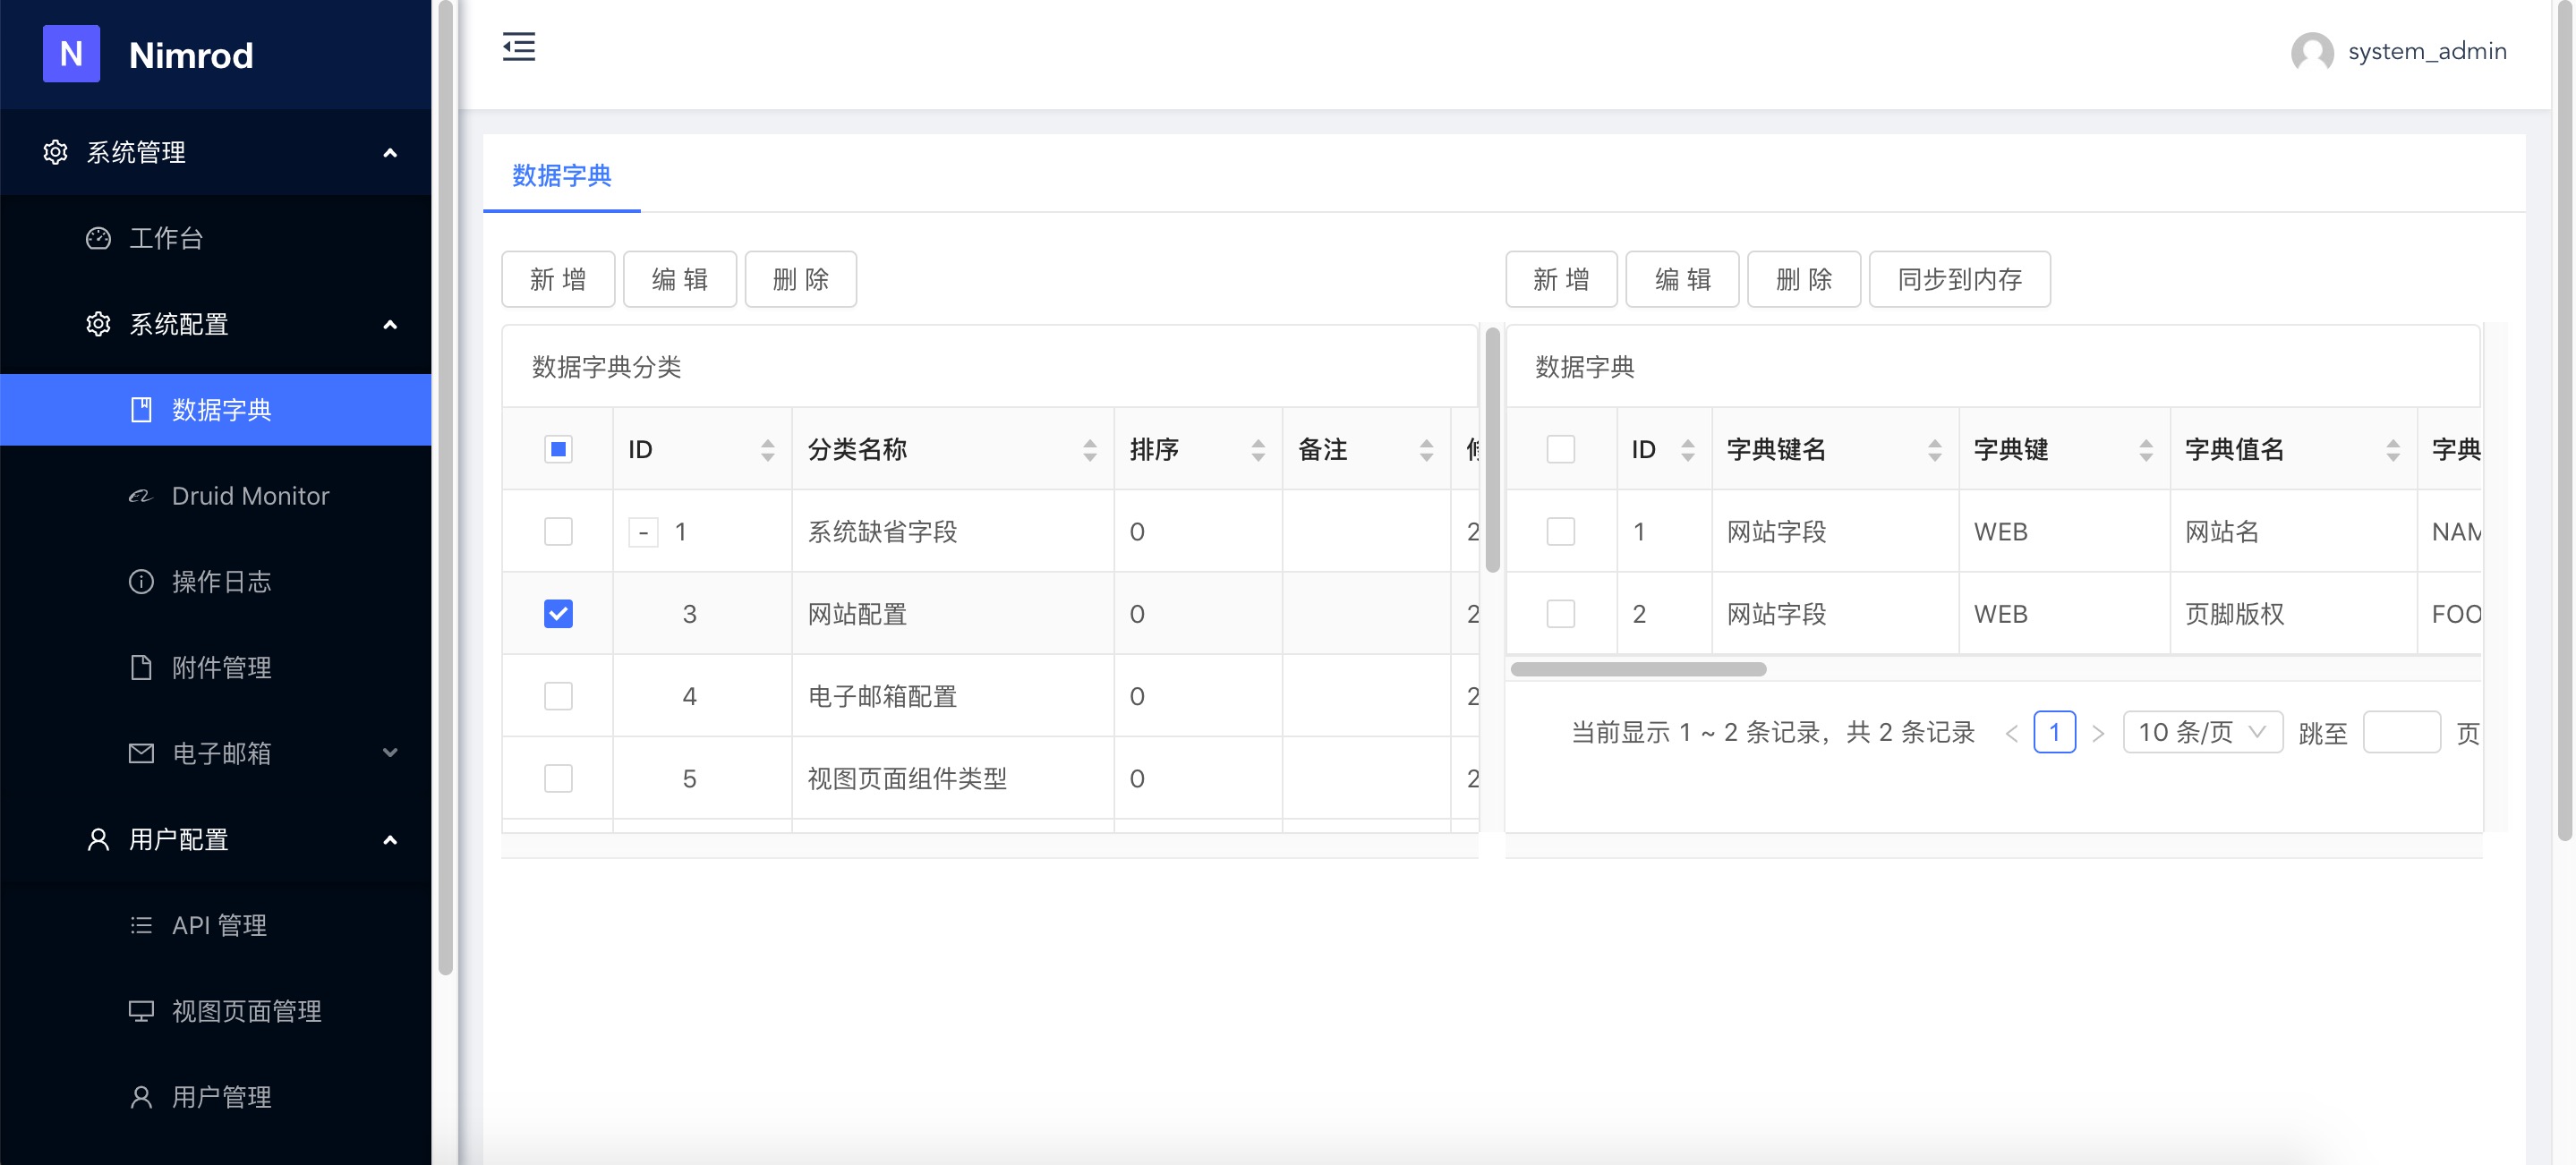 N Nimrod
system_admin
系统管理
工作台
系统配置
数据字典
Druid Monitor
操作日志
附件管理
电子邮箱
用户配置
API 管理
视图页面管理
用户管理
数据字典
新 增 编 辑 删 除
数据字典分类
ID 分类名称 排序 备注
- 1 系统缺省字段 0 2
3 网站配置 0 2
4 电子邮箱配置 0 2
5 视图页面组件类型 0 2
新 增 编 辑 删 除 同步到内存
数据字典
ID 字典键名 字典键 字典值名 字典
1 网站字段 WEB 网站名 NAM
2 网站字段 WEB 页脚版权 FOO
当前显示 1 ~ 2 条记录，共 2 条记录 < 1 > 10 条/页 跳至 页